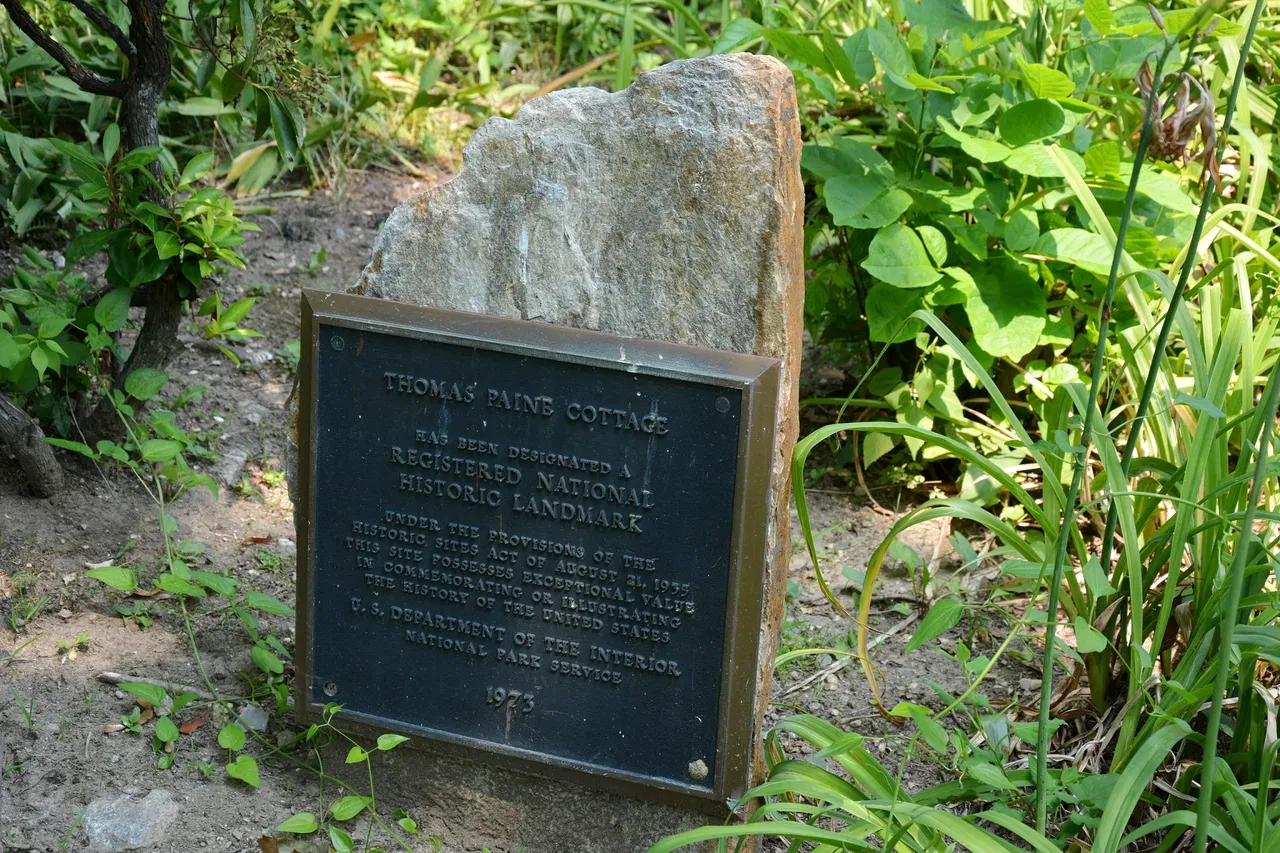 THOMAS PAINE COTTAGE
HAS BEEN DESIGNATED A
REGISTERED NATIONAL
HISTORIC LANDMARK
UNDER THE PROVISIONS OF THE
HISTORIC SITES ACT OF AUGUST 21, 1935
THIS SITE POSSESSES EXCEPTIONAL VALUE
IN COMMEMORATING OR ILLUSTRATING
THE HISTORY OF THE UNITED STATES
U. S. DEPARTMENT OF THE INTERIOR
NATIONAL PARK SERVICE
1973